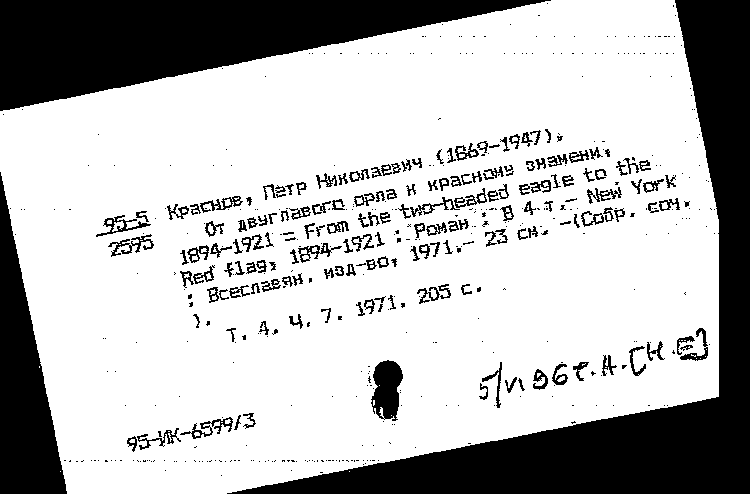 95-5 Краснов, Петр Николаевич (1869-1947).
2595 От двуглавого орла к красному знамени,
1894-1921 = From the two-headed eagle to the
Red flag, 1894-1921 : Роман : В 4 т.- New York
: Всеславян. изд-во, 1971.- 23 см. -(Собр. соч.
).
Т. 4. Ч. 7. 1971. 205 с.
95-ИК-6599/3